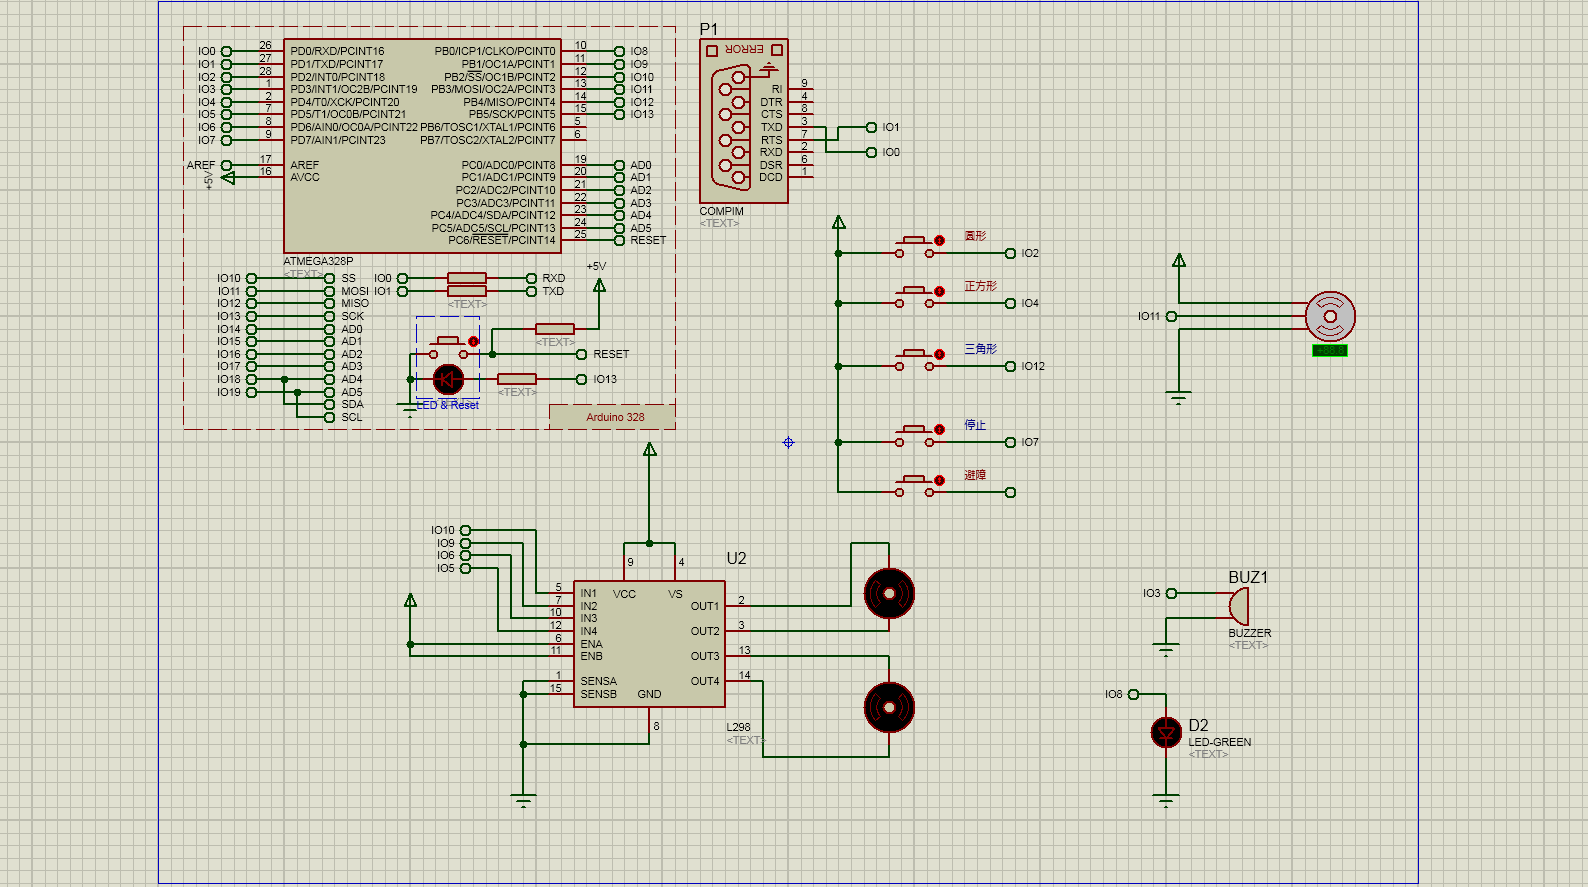 IO0 26 PD0/RXD/PCINT16 PB0/ICP1/CLKO/PCINT0 10 IO8
IO1 27 PD1/TXD/PCINT17 PB1/OC1A/PCINT1 11 IO9
IO2 28 PD2/INT0/PCINT18 PB2/SS/OC1B/PCINT2 12 IO10
IO3 1 PD3/INT1/OC2B/PCINT19 PB3/MOSI/OC2A/PCINT3 13 IO11
IO4 2 PD4/T0/XCK/PCINT20 PB4/MISO/PCINT4 14 IO12
IO5 7 PD5/T1/OC0B/PCINT21 PB5/SCK/PCINT5 15 IO13
IO6 8 PD6/AIN0/OC0A/PCINT22 PB6/TOSC1/XTAL1/PCINT6 5
IO7 9 PD7/AIN1/PCINT23 PB7/TOSC2/XTAL2/PCINT7 6
AREF 17 AREF PC0/ADC0/PCINT8 19 AD0
+5V 16 AVCC PC1/ADC1/PCINT9 20 AD1
PC2/ADC2/PCINT10 21 AD2
PC3/ADC3/PCINT11 22 AD3
PC4/ADC4/SDA/PCINT12 23 AD4
PC5/ADC5/SCL/PCINT13 24 AD5
PC6/RESET/PCINT14 25 RESET
ATMEGA328P
<TEXT>
IO10 SS
IO11 MOSI
IO12 MISO
IO13 SCK
IO14 AD0
IO15 AD1
IO16 AD2
IO17 AD3
IO18 AD4
IO19 AD5
SDA
SCL
IO0 RXD
IO1 TXD
<TEXT>
+5V
<TEXT>
RESET
IO13
<TEXT>
LED & Reset
Arduino 328
P1
ERROR
RI 9
DTR 4
CTS 8
TXD 3 IO1
RTS 7
RXD 2 IO0
DSR 6
DCD 1
COMPIM
<TEXT>
圆形
IO2
正方形
IO4
三角形
IO12
停止
IO7
避障
IO11
IO10
IO9
IO6
IO5
U2
9 4
VCC VS
5 IN1
7 IN2
10 IN3
12 IN4
6 ENA
11 ENB
1 SENSA
15 SENSB
GND
8
OUT1 2
OUT2 3
OUT3 13
OUT4 14
L298
<TEXT>
BUZ1
IO3
BUZZER
<TEXT>
IO8
D2
LED-GREEN
<TEXT>